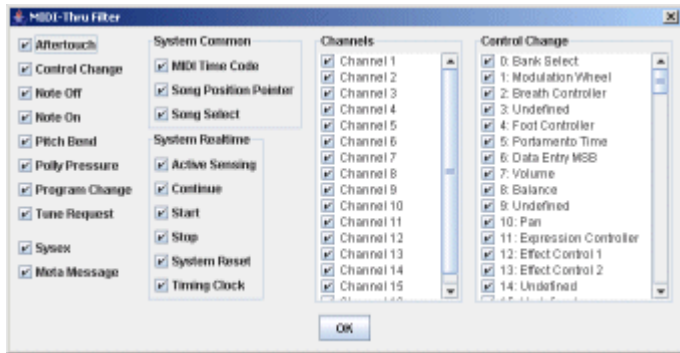 MIDI-Thru Filter
Aftertouch
Control Change
Note Off
Note On
Pitch Bend
Polly Pressure
Program Change
Tune Request
Sysex
Meta Message
System Common
MIDI Time Code
Song Position Pointer
Song Select
System Realtime
Active Sensing
Continue
Start
Stop
System Reset
Timing Clock
Channels
Channel 1
Channel 2
Channel 3
Channel 4
Channel 5
Channel 6
Channel 7
Channel 8
Channel 9
Channel 10
Channel 11
Channel 12
Channel 13
Channel 14
Channel 15
Control Change
0: Bank Select
1: Modulation Wheel
2: Breath Controller
3: Undefined
4: Foot Controller
5: Portamento Time
6: Data Entry MSB
7: Volume
8: Balance
9: Undefined
10: Pan
11: Expression Controller
12: Effect Control 1
13: Effect Control 2
14: Undefined
OK